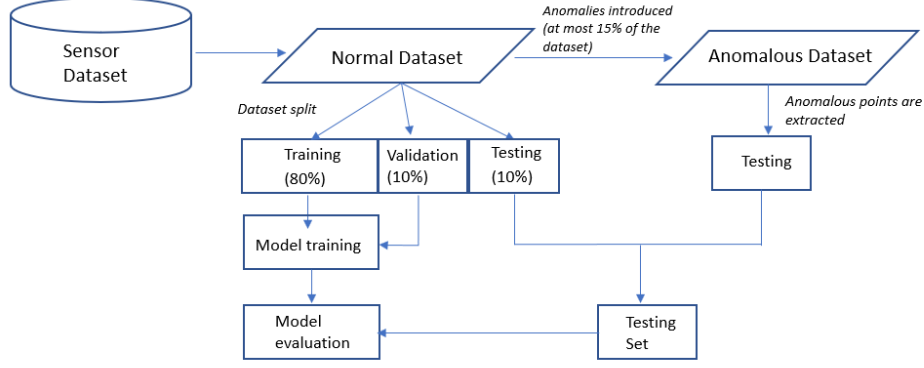 Anomalies introduced
(at most 15% of the
dataset)
Sensor
Dataset
Normal Dataset
Anomalous Dataset
Dataset split
Anomalous points are
extracted
Training
(80%)
Validation
(10%)
Testing
(10%)
Testing
Model training
Model
evaluation
Testing
Set